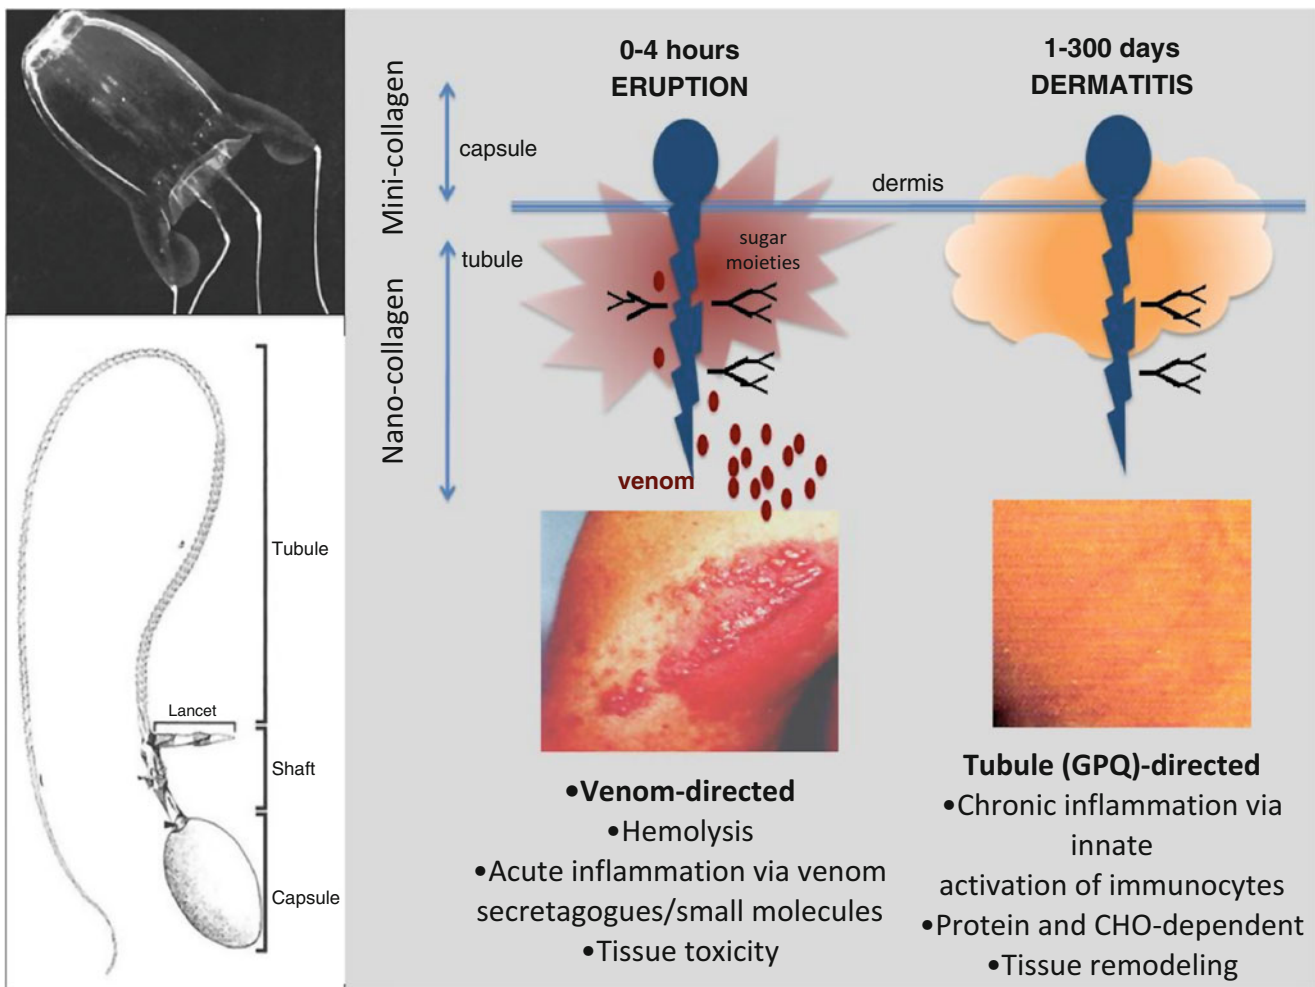 Tubule
Lancet
Shaft
Capsule
Mini-collagen
Nano-collagen
capsule
tubule
0-4 hours
ERUPTION
1-300 days
DERMATITIS
dermis
sugar
moieties
venom
•Venom-directed
•Hemolysis
•Acute inflammation via venom
secretagogues/small molecules
•Tissue toxicity
Tubule (GPQ)-directed
•Chronic inflammation via
innate
activation of immunocytes
•Protein and CHO-dependent
•Tissue remodeling